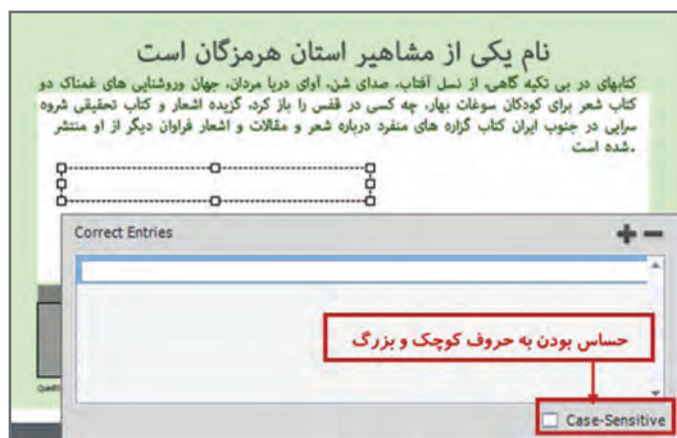 نام یکی از مشاهیر استان هرمزگان است
کتابهای در بی تکیه گاهی، از نسل آفتاب، صدای شن، آوای دریا مردان، جهان وروشنایی های غمناک دو
کتاب شعر برای کودکان سوغات بهار، چه کسی در قفس را باز کرد، گزیده اشعار و کتاب تحقیقی شروه
سرایی در جنوب ایران کتاب گزاره های منفرد درباره شعر و مقالات و اشعار فراوان دیگر از او منتشر
.شده است
Correct Entries
حساس بودن به حروف کوچک و بزرگ
Case-Sensitive